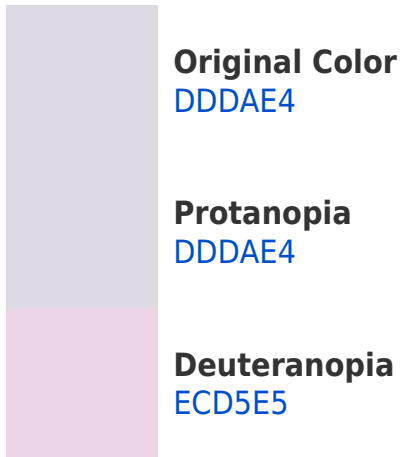 Original Color
DDDAE4
Protanopia
DDDAE4
Deuteranopia
ECD5E5